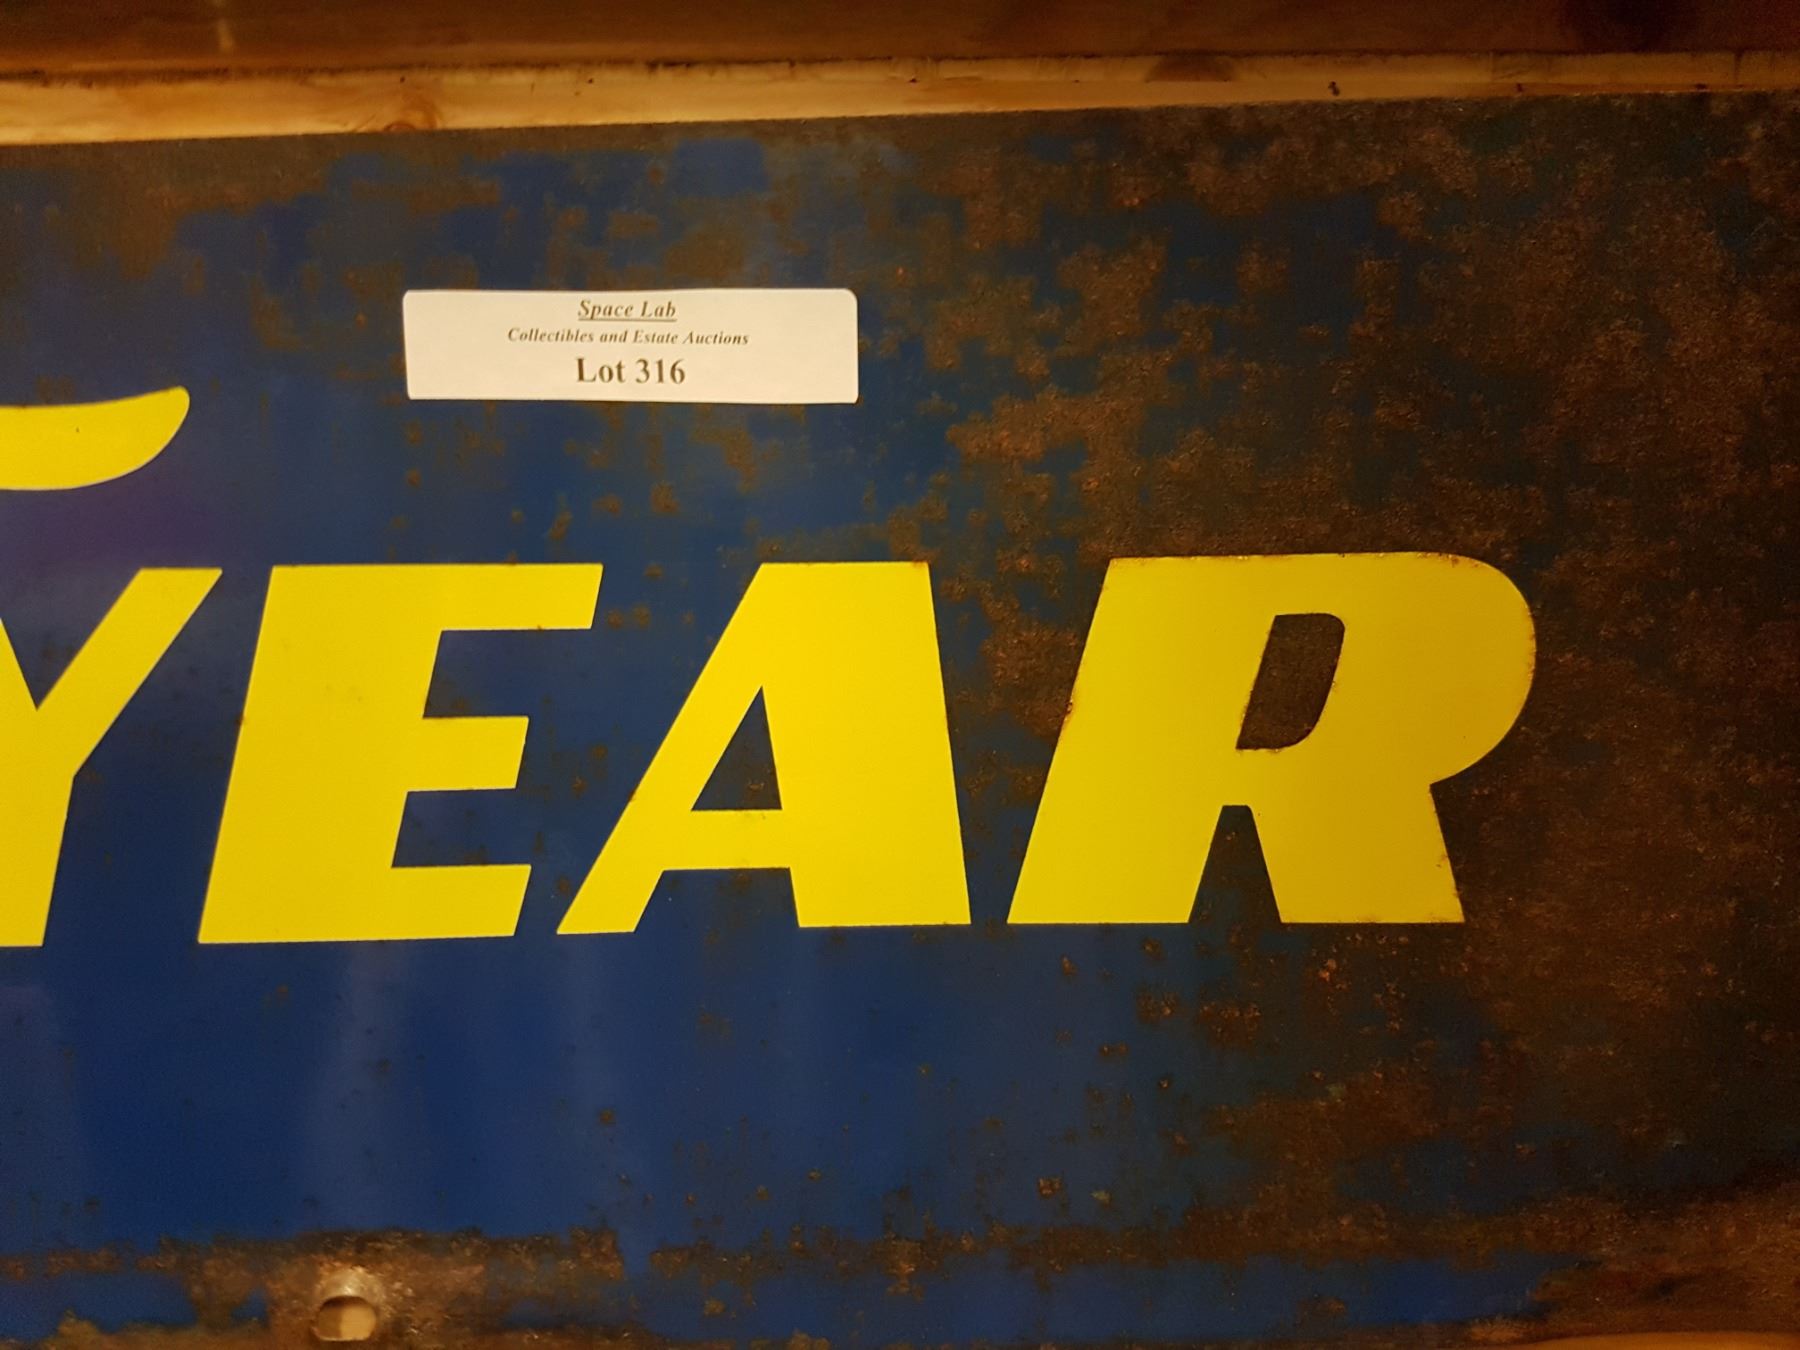 Space Lab
Collectibles and Estate Auctions
Lot 316
YEAR